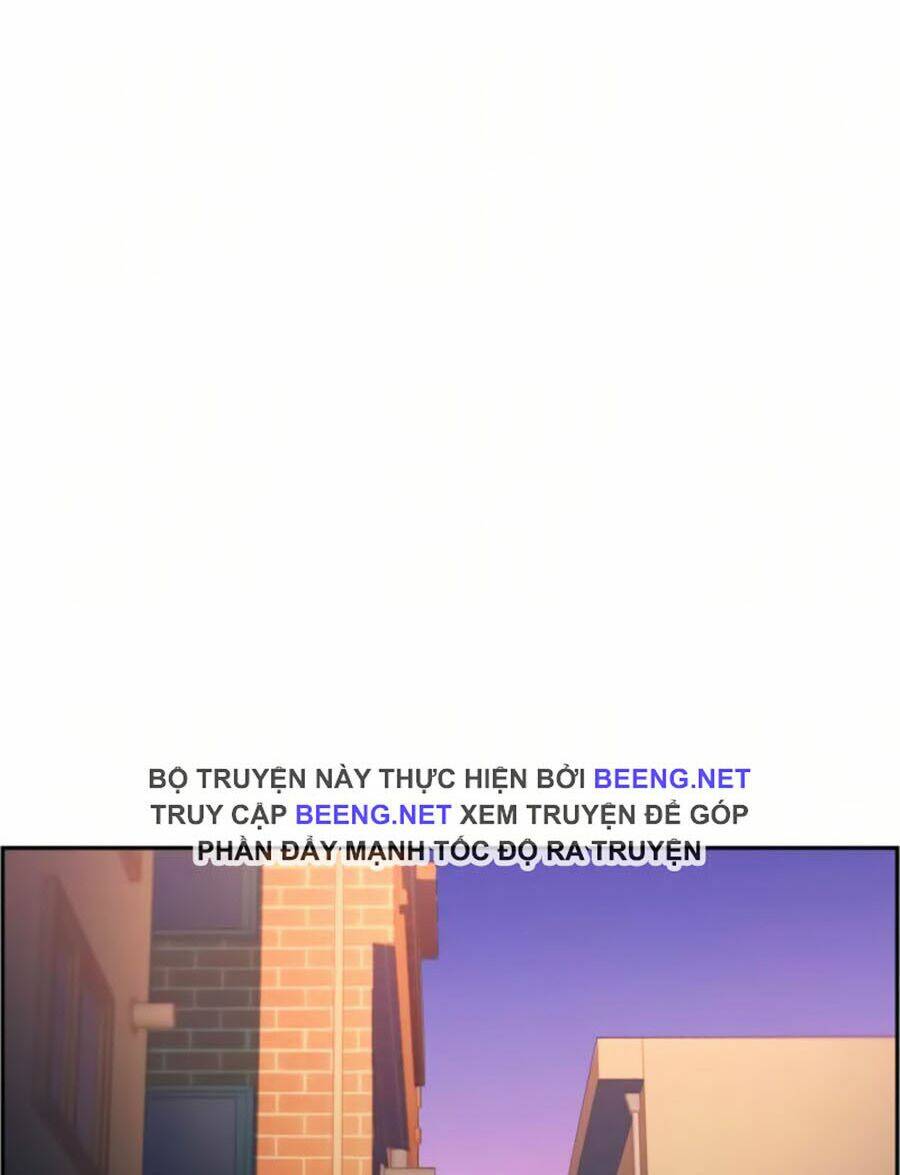 BỘ TRUYỆN NÀY THỰC HIỆN BỞI BEENG.NET
TRUY CẬP BEENG.NET XEM TRUYỆN ĐỂ GÓP
PHẦN ĐẨY MẠNH TỐC ĐỘ RA TRUYỆN